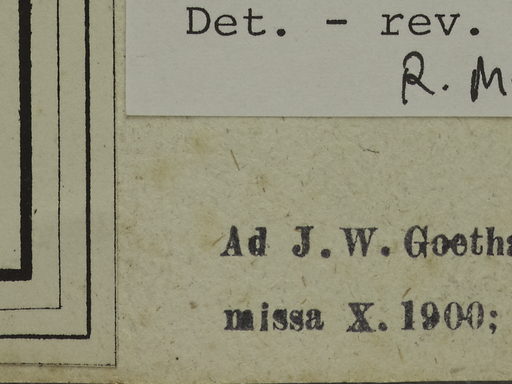 Det. - rev.
R. M
Ad J. W. Goetha
missa X. 1900;